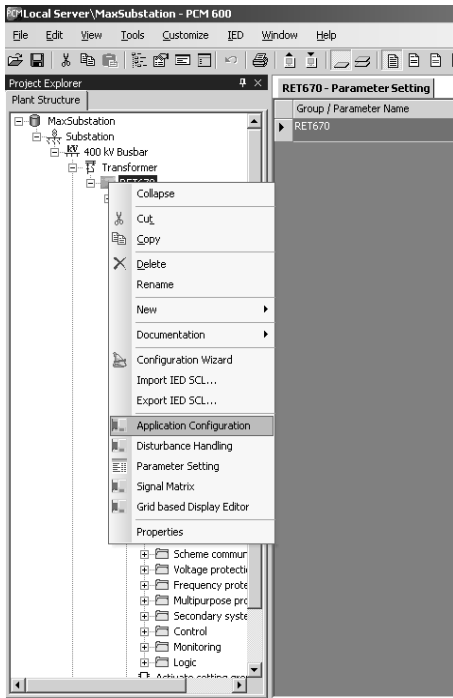 PCM Local Server\MaxSubstation - PCM 600
File Edit View Tools Customize IED Window Help
Project Explorer
Plant Structure
MaxSubstation
Substation
400 kV Busbar
Transformer
RET670
Collapse
Cut
Copy
Delete
Rename
New
Documentation
Configuration Wizard
Import IED SCL...
Export IED SCL...
Application Configuration
Disturbance Handling
Parameter Setting
Signal Matrix
Grid based Display Editor
Properties
Scheme commur
Voltage protecti
Frequency prote
Multipurpose prc
Secondary syste
Control
Monitoring
Logic
Activate setting gro
RET670 - Parameter Setting
Group / Parameter Name
RET670